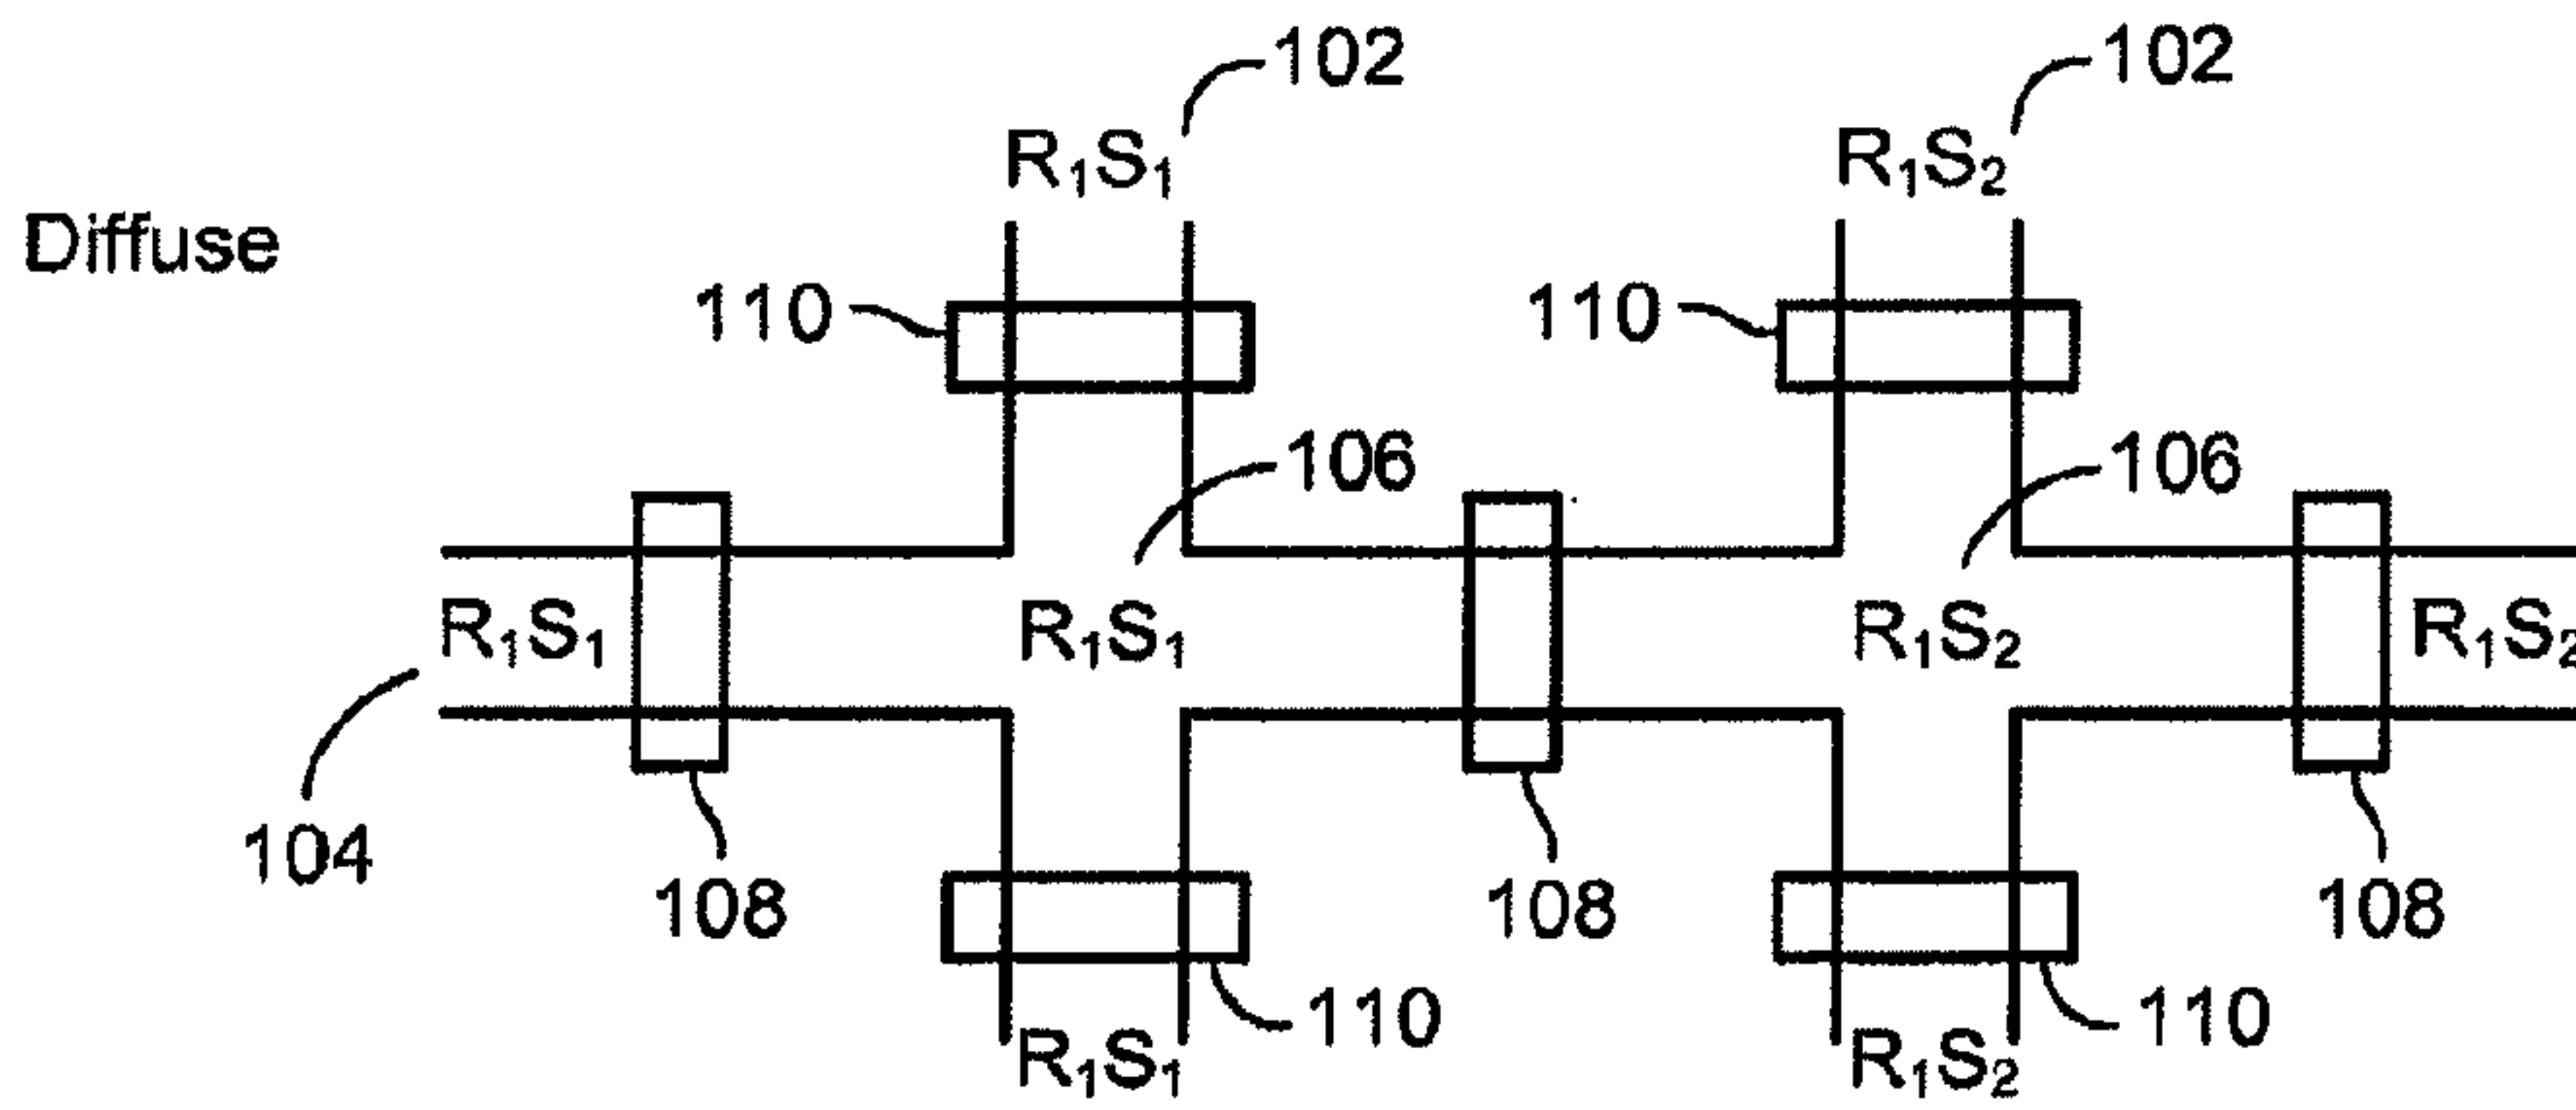 102 102
R₁S₁ R₁S₂
Diffuse
110 110
106 106
R₁S₁ R₁S₁ R₁S₂ R₁S₂
104 108 108 108
110 110
R₁S₁ R₁S₂